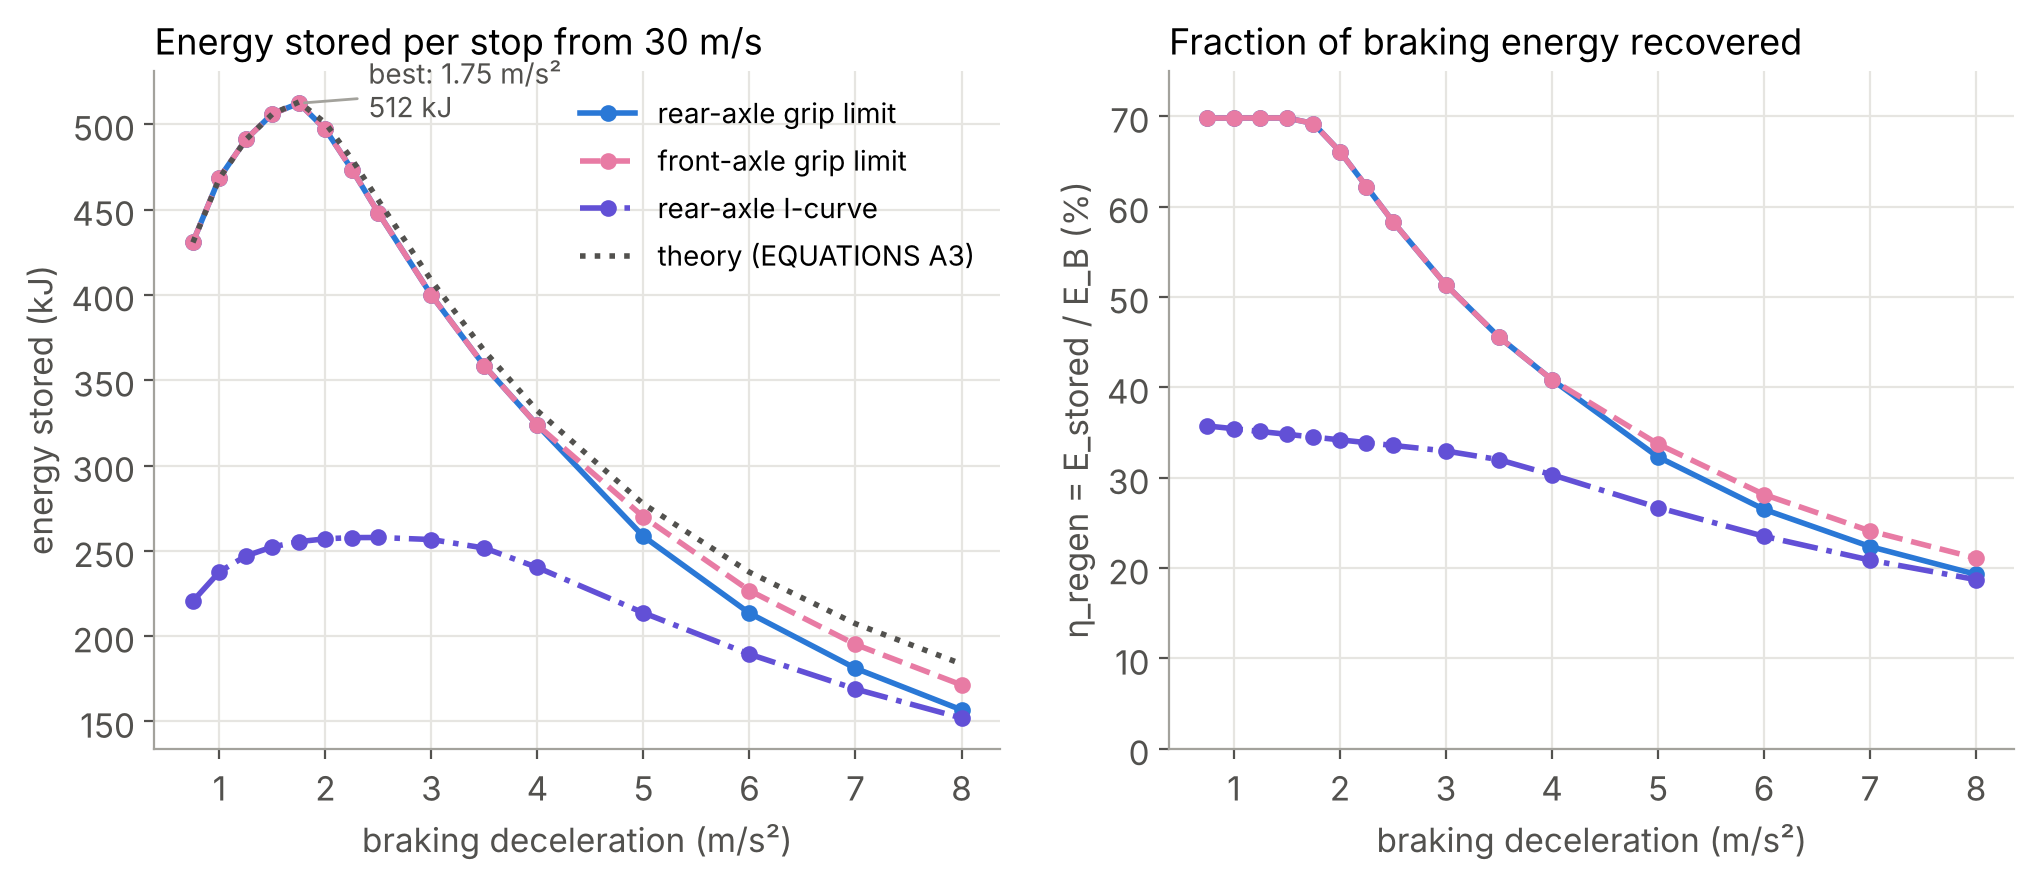 Energy stored per stop from 30 m/s
best: 1.75 m/s²
512 kJ
rear-axle grip limit
front-axle grip limit
rear-axle I-curve
theory (EQUATIONS A3)
energy stored (kJ)
500
450
400
350
300
250
200
150
1 2 3 4 5 6 7 8
braking deceleration (m/s²)
Fraction of braking energy recovered
η_regen = E_stored / E_B (%)
70
60
50
40
30
20
10
0
1 2 3 4 5 6 7 8
braking deceleration (m/s²)